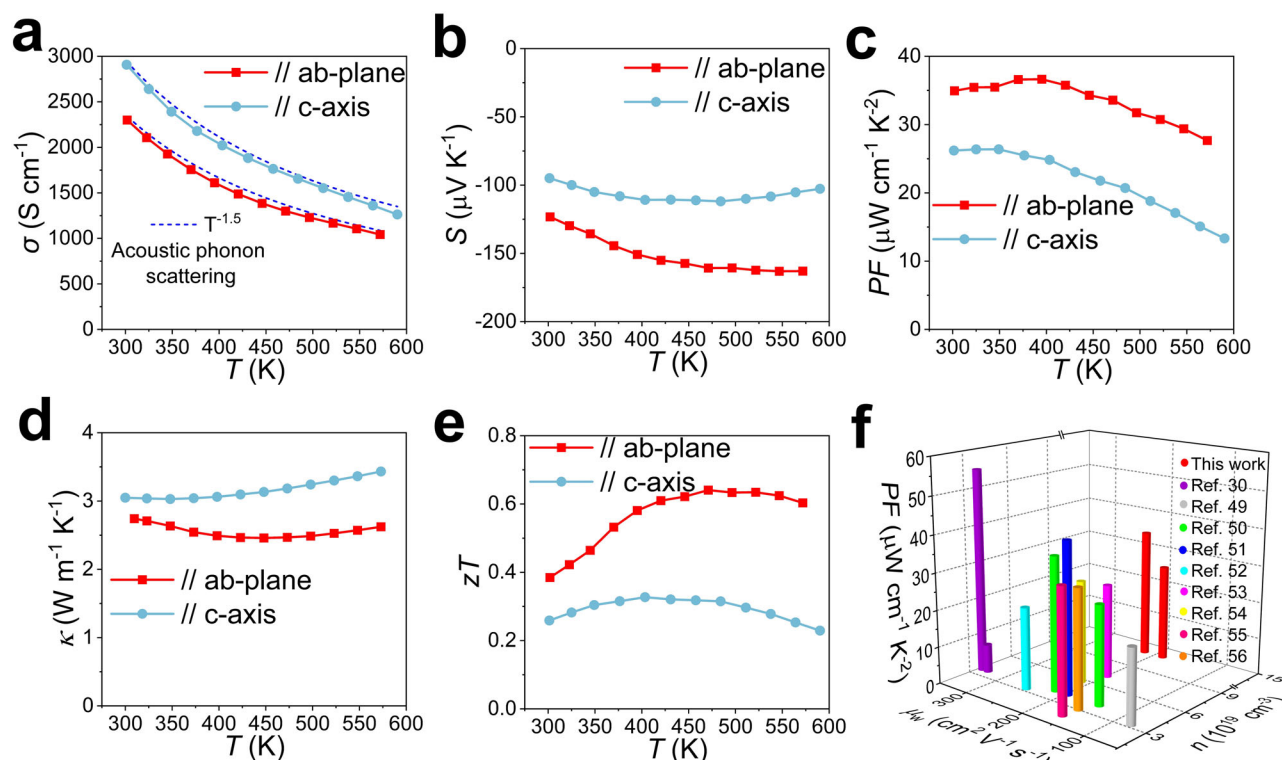 a
3000
2500
2000
1500
1000
500
0
σ (S cm⁻¹)
// ab-plane
// c-axis
T⁻¹·⁵
Acoustic phonon
scattering
300 350 400 450 500 550 600
T (K)
b
0
-50
-100
-150
-200
S (μV K⁻¹)
// ab-plane
// c-axis
300 350 400 450 500 550 600
T (K)
c
40
30
20
10
0
PF (μW cm⁻¹ K⁻²)
// ab-plane
// c-axis
300 350 400 450 500 550 600
T (K)
d
4
3
2
1
0
κ (W m⁻¹ K⁻¹)
// ab-plane
// c-axis
300 350 400 450 500 550 600
T (K)
e
0.8
0.6
0.4
0.2
0.0
zT
// ab-plane
// c-axis
300 350 400 450 500 550 600
T (K)
f
60
50
40
30
20
10
0
PF (μW cm⁻¹ K⁻²)
This work
Ref. 30
Ref. 49
Ref. 50
Ref. 51
Ref. 52
Ref. 53
Ref. 54
Ref. 55
Ref. 56
300
200
100
μ_W (cm² V⁻¹ s⁻¹)
3
6
9
15
n (10¹⁹ cm³)